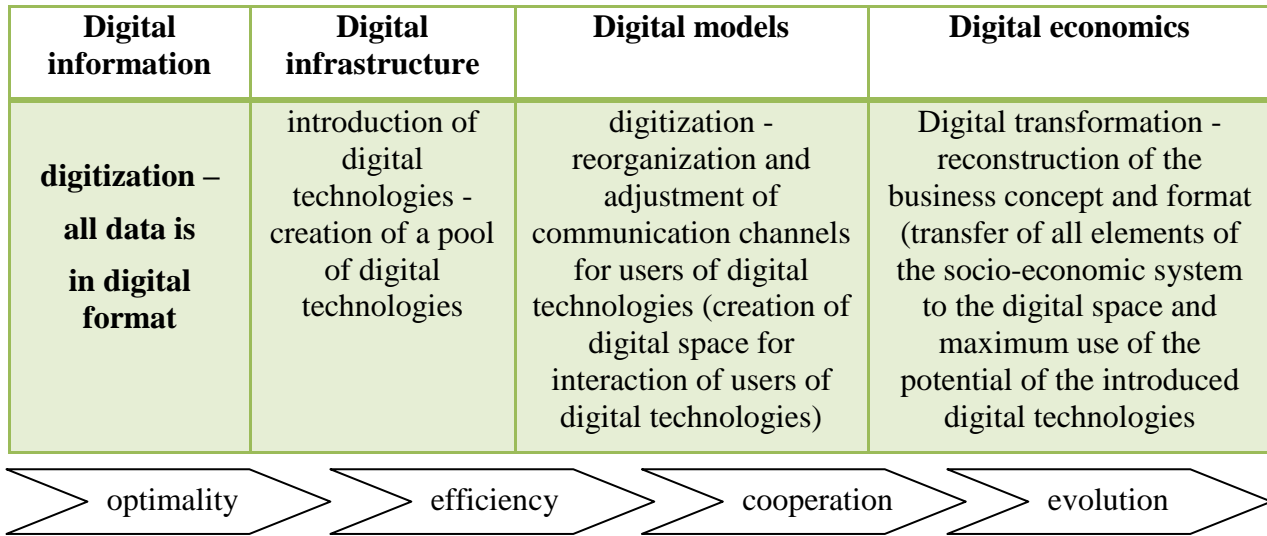 Digital
information
Digital
infrastructure
Digital models
Digital economics
digitization –
all data is
in digital
format
introduction of
digital
technologies -
creation of a pool
of digital
technologies
digitization -
reorganization and
adjustment of
communication channels
for users of digital
technologies (creation of
digital space for
interaction of users of
digital technologies)
Digital transformation -
reconstruction of the
business concept and format
(transfer of all elements of
the socio-economic system
to the digital space and
maximum use of the
potential of the introduced
digital technologies
optimality
efficiency
cooperation
evolution